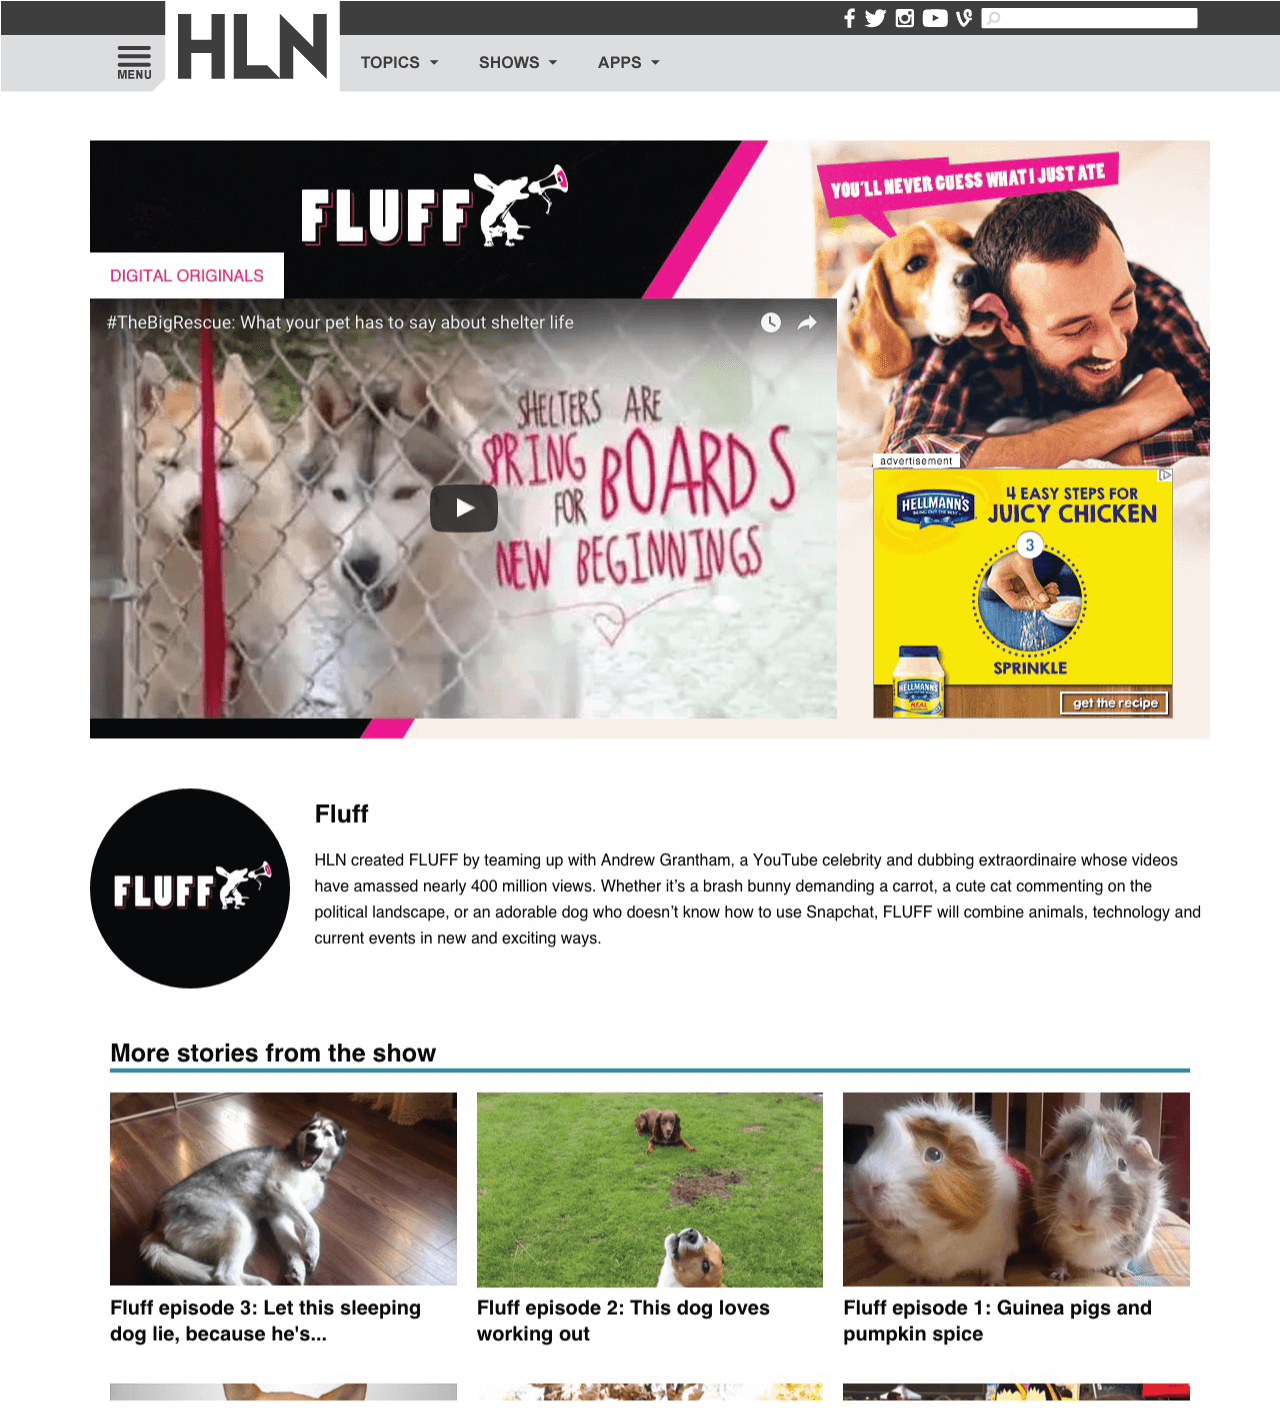 HLN
MENU
TOPICS
SHOWS
APPS
FLUFF
YOU'LL NEVER GUESS WHAT I JUST ATE
DIGITAL ORIGINALS
#TheBigRescue: What your pet has to say about shelter life
SHELTERS ARE
SPRING
FOR BOARDS
NEW BEGINNINGS
advertisement
HELLMANN'S
BRING OUT THE BEST
4 EASY STEPS FOR
JUICY CHICKEN
3
SPRINKLE
HELLMANN'S
REAL
get the recipe
FLUFF
Fluff
HLN created FLUFF by teaming up with Andrew Grantham, a YouTube celebrity and dubbing extraordinaire whose videos
have amassed nearly 400 million views. Whether it’s a brash bunny demanding a carrot, a cute cat commenting on the
political landscape, or an adorable dog who doesn’t know how to use Snapchat, FLUFF will combine animals, technology and
current events in new and exciting ways.
More stories from the show
Fluff episode 3: Let this sleeping
dog lie, because he's...
Fluff episode 2: This dog loves
working out
Fluff episode 1: Guinea pigs and
pumpkin spice